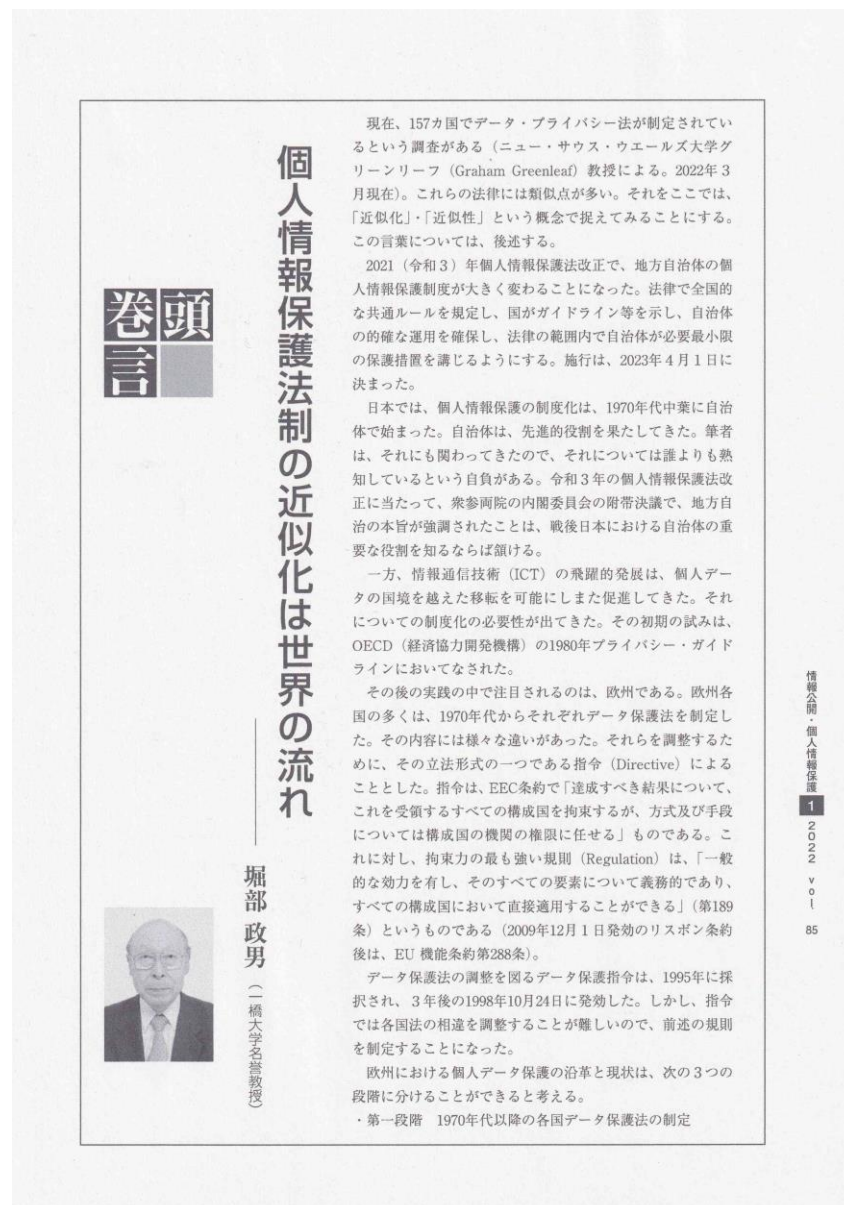 巻頭言
個人情報保護法制の近似化は世界の流れ
堀部 政男(一橋大学名誉教授)
現在、157カ国でデータ・プライバシー法が制定されてい
るという調査がある(ニュー・サウス・ウエールズ大学グ
リーンリーフ(Graham Greenleaf)教授による。2022年3
月現在)。これらの法律には類似点が多い。それをここでは、
「近似化」・「近似性」という概念で捉えてみることにする。
この言葉については、後述する。
2021(令和3)年個人情報保護法改正で、地方自治体の個
人情報保護制度が大きく変わることになった。法律で全国的
な共通ルールを規定し、国がガイドライン等を示し、自治体
の的確な運用を確保し、法律の範囲内で自治体が必要最小限
の保護措置を講じるようにする。施行は、2023年4月1日に
決まった。
日本では、個人情報保護の制度化は、1970年代中葉に自治
体で始まった。自治体は、先進的役割を果たしてきた。筆者
は、それにも関わってきたので、それについては誰よりも熟
知しているという自負がある。令和3年の個人情報保護法改
正に当たって、衆参両院の内閣委員会の附帯決議で、地方自
治の本旨が強調されたことは、戦後日本における自治体の重
要な役割を知るならば頷ける。
一方、情報通信技術(ICT)の飛躍的発展は、個人デー
タの国境を越えた移転を可能にしまた促進してきた。それ
についての制度化の必要性が出てきた。その初期の試みは、
OECD(経済協力開発機構)の1980年プライバシー・ガイド
ラインにおいてなされた。
その後の実践の中で注目されるのは、欧州である。欧州各
国の多くは、1970年代からそれぞれデータ保護法を制定し
た。その内容には様々な違いがあった。それらを調整するた
めに、その立法形式の一つである指令(Directive)による
こととした。指令は、EEC条約で「達成すべき結果について、
これを受領するすべての構成国を拘束するが、方式及び手段
については構成国の機関の権限に任せる」ものである。こ
れに対し、拘束力の最も強い規則(Regulation)は、「一般
的な効力を有し、そのすべての要素について義務的であり、
すべての構成国において直接適用することができる」(第189
条)というものである(2009年12月1日発効のリスボン条約
後は、EU 機能条約第288条)。
データ保護法の調整を図るデータ保護指令は、1995年に採
択され、3年後の1998年10月24日に発効した。しかし、指令
では各国法の相違を調整することが難しいので、前述の規則
を制定することになった。
欧州における個人データ保護の沿革と現状は、次の3つの
段階に分けることができると考える。
・第一段階 1970年代以降の各国データ保護法の制定
情報公開・個人情報保護 1 2022 vol. 85